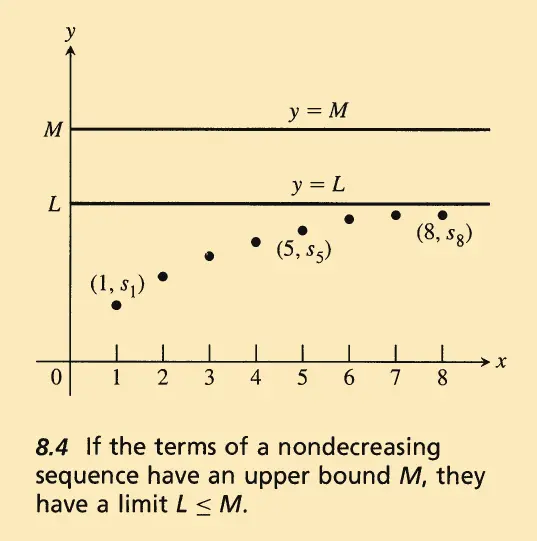 y
y = M
M
y = L
L
(8, s₈)
(5, s₅)
(1, s₁)
x
0 1 2 3 4 5 6 7 8
8.4 If the terms of a nondecreasing
sequence have an upper bound M, they
have a limit L ≤ M.